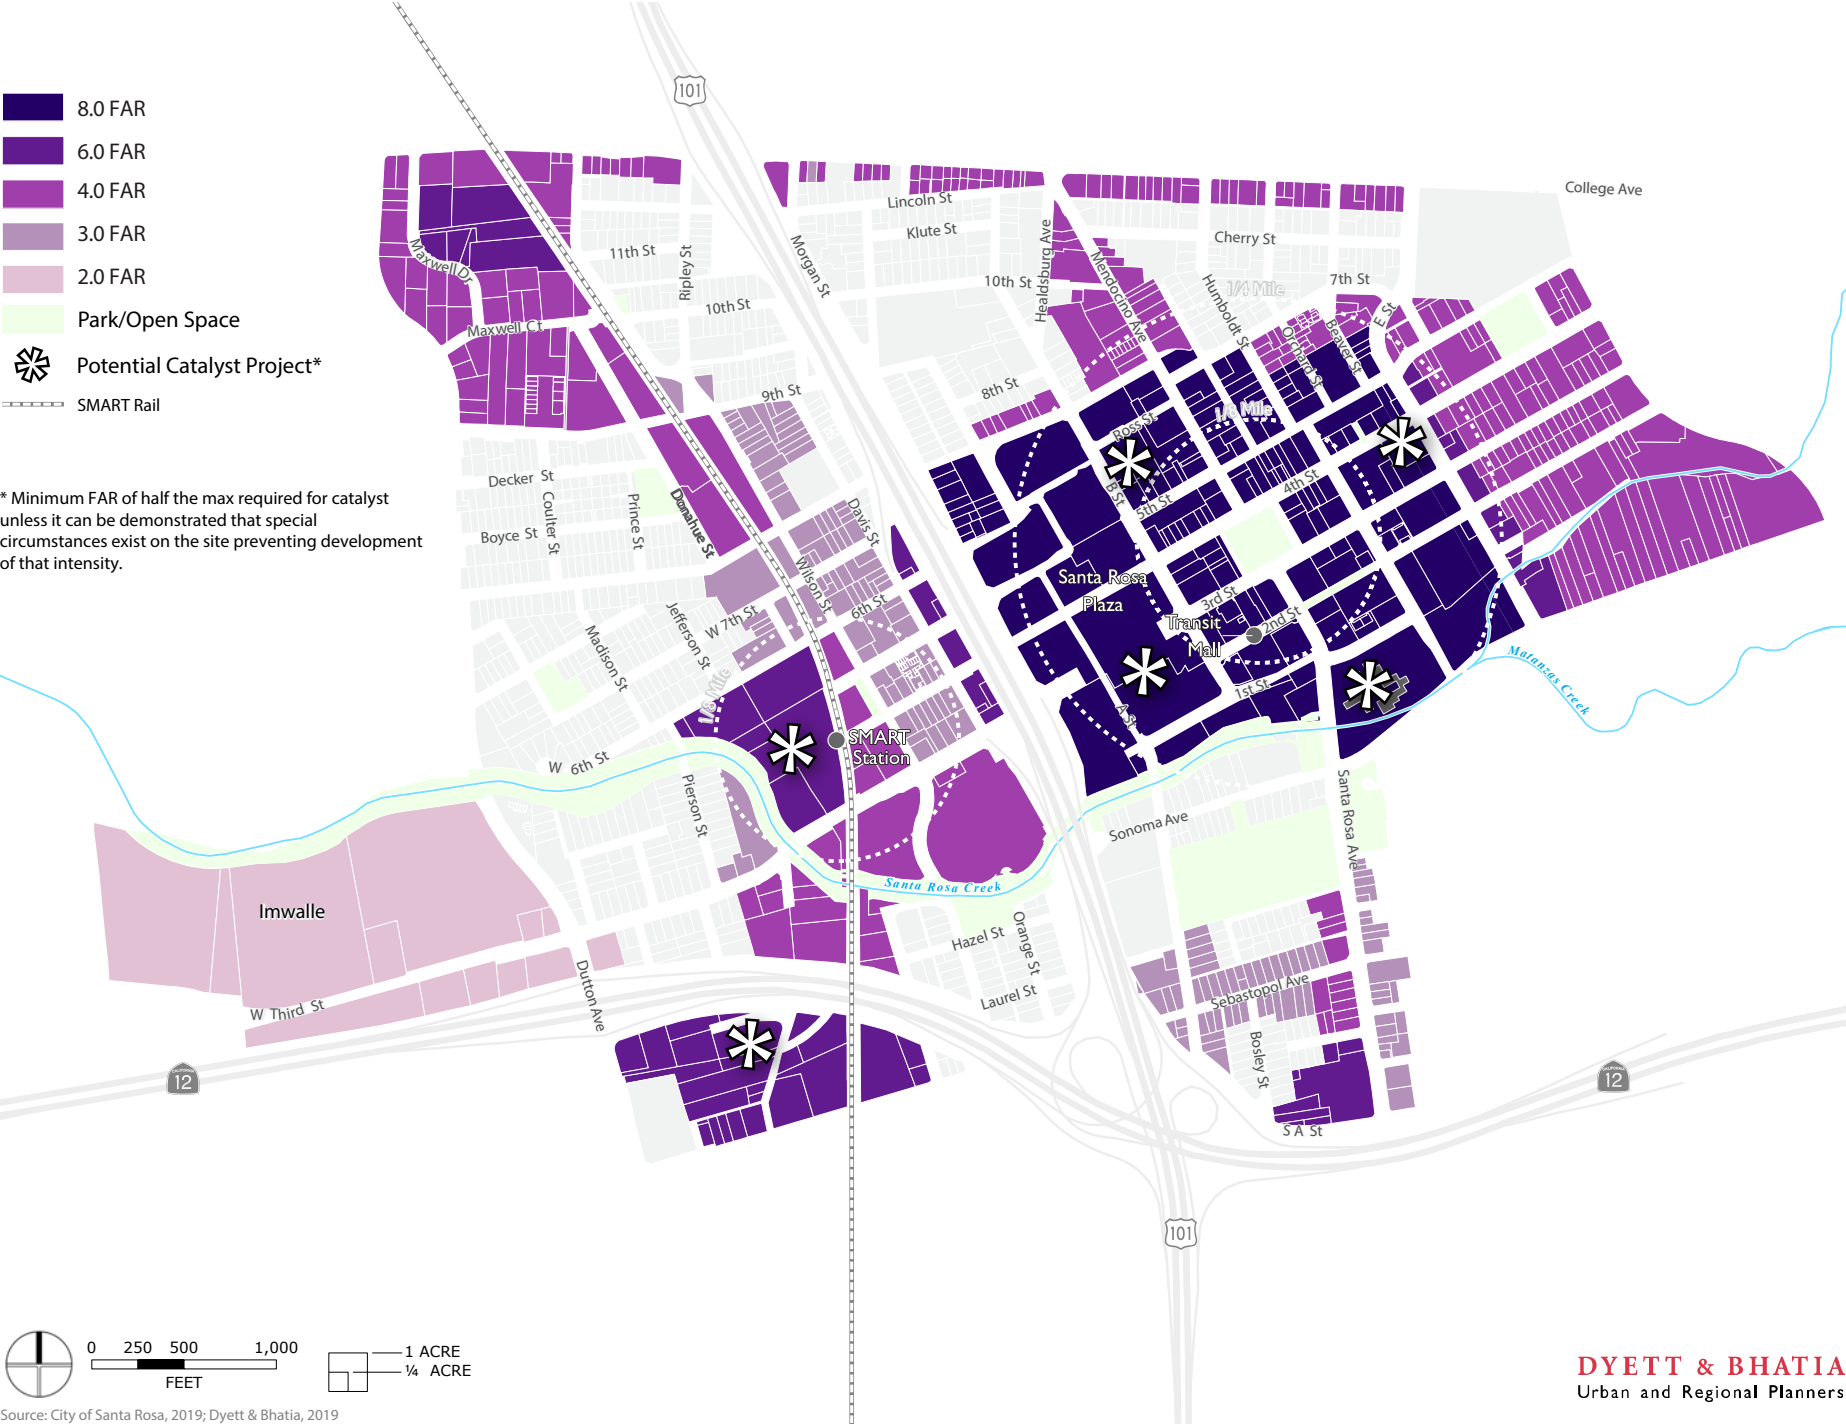 101
8.0 FAR
6.0 FAR
4.0 FAR
3.0 FAR
2.0 FAR
Park/Open Space
Potential Catalyst Project*
SMART Rail
* Minimum FAR of half the max required for catalyst
unless it can be demonstrated that special
circumstances exist on the site preventing development
of that intensity.
College Ave
Lincoln St
Klute St
Cherry St
11th St
Ripley St
Morgan St
Healdsburg Ave
Mendocino Ave
Maxwell Dr
10th St
7th St
1/4 Mile
Humboldt St
10th St
Maxwell Ct
Orchard St
Beaver St
E St
9th St
8th St
1/8 Mile
Ross St
Decker St
Coulter St
Prince St
Donahue St
Davis St
B St
5th St
4th St
Boyce St
Wilson St
Santa Rosa
Plaza
6th St
3rd St
2nd St
W 7th St
Jefferson St
Madison St
Transit
Mall
Matanzas Creek
1/8 Mile
1st St
A St
SMART
Station
W 6th St
Pierson St
Santa Rosa Ave
Sonoma Ave
Santa Rosa Creek
Imwalle
Hazel St
Orange St
Dutton Ave
Laurel St
Sebastopol Ave
W Third St
Bosley St
CALIFORNIA
12
CALIFORNIA
12
S A St
101
0 250 500 1,000
FEET
1 ACRE
¼ ACRE
DYETT & BHATIA
Urban and Regional Planners
Source: City of Santa Rosa, 2019; Dyett & Bhatia, 2019